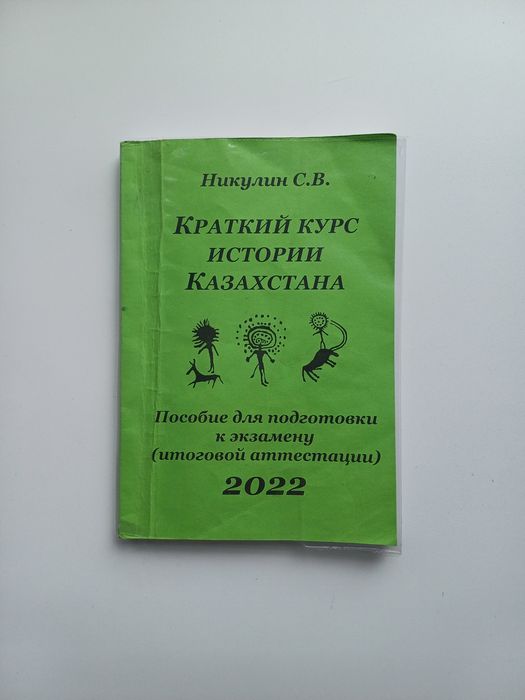 Никулин С.В.
КРАТКИЙ КУРС
ИСТОРИИ
КАЗАХСТАНА
Пособие для подготовки
к экзамену
(итоговой аттестации)
2022